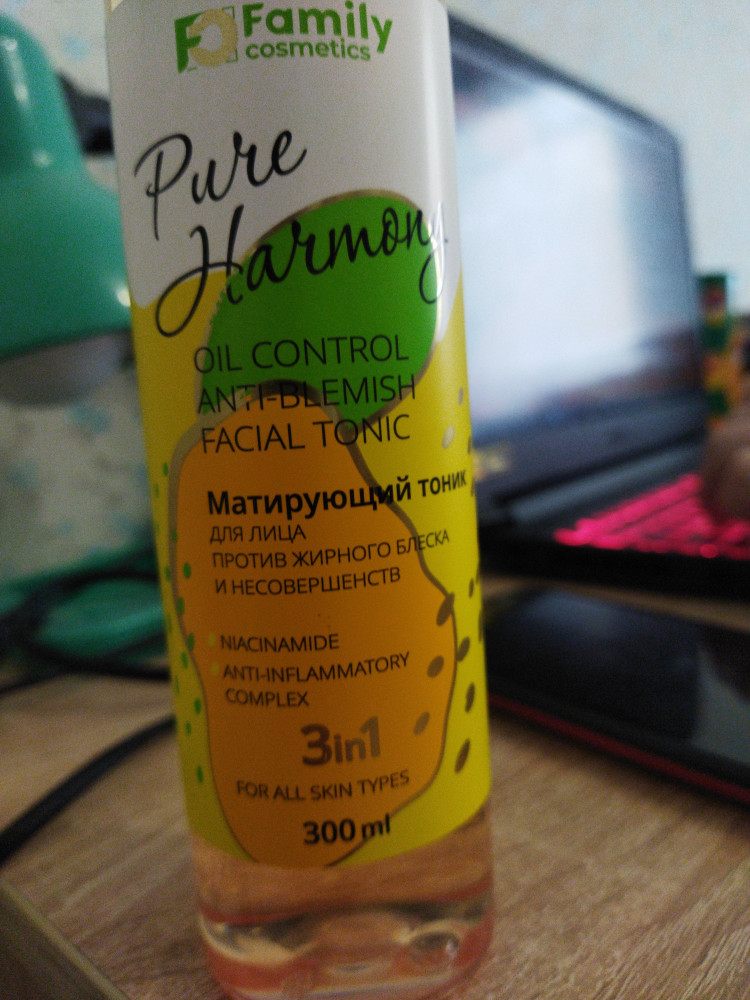 Family
cosmetics
Pure
Harmony
OIL CONTROL
ANTI-BLEMISH
FACIAL TONIC
Матирующий тоник
ДЛЯ ЛИЦА
ПРОТИВ ЖИРНОГО БЛЕСКА
И НЕСОВЕРШЕНСТВ
NIACINAMIDE
ANTI-INFLAMMATORY
COMPLEX
3in1
FOR ALL SKIN TYPES
300 ml